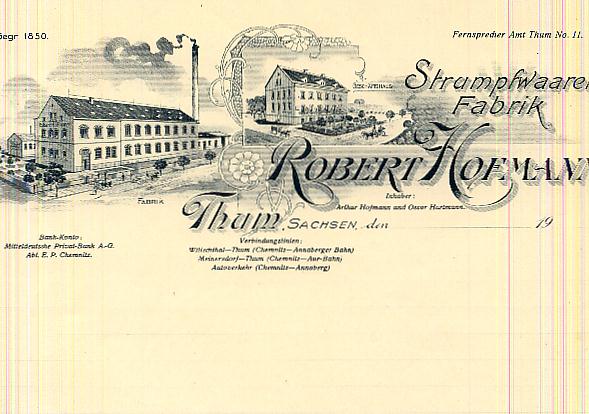 Gegr 1850.
Fernsprecher Amt Thum No. 11.
Strumpfwaaren
Fabrik
ROBERT HOFMANN
FABRIK
Inhaber:
Arthur Hofmann und Oscar Hartmann.
Thum, SACHSEN, den 19
Bank-Konto:
Mitteldeutsche Privat-Bank A.-G.
Abt. E. P. Chemnitz.
Verbindungslinien:
Wilischthal—Thum (Chemnitz—Annaberger Bahn)
Meinersdorf—Thum (Chemnitz—Aue-Bahn)
Autoverkehr (Chemnitz—Annaberg)